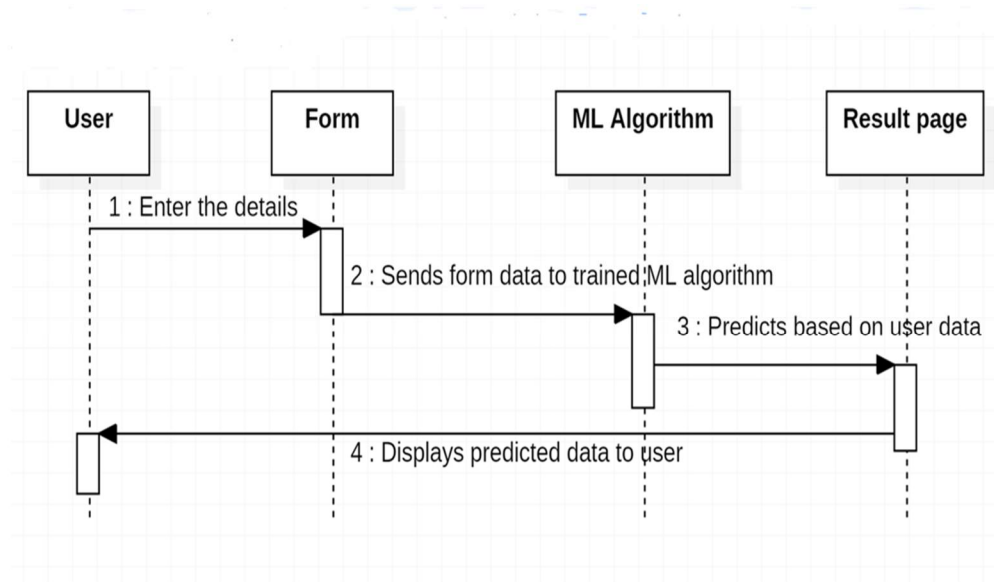 User
Form
ML Algorithm
Result page
1 : Enter the details
2 : Sends form data to trained ML algorithm
3 : Predicts based on user data
4 : Displays predicted data to user